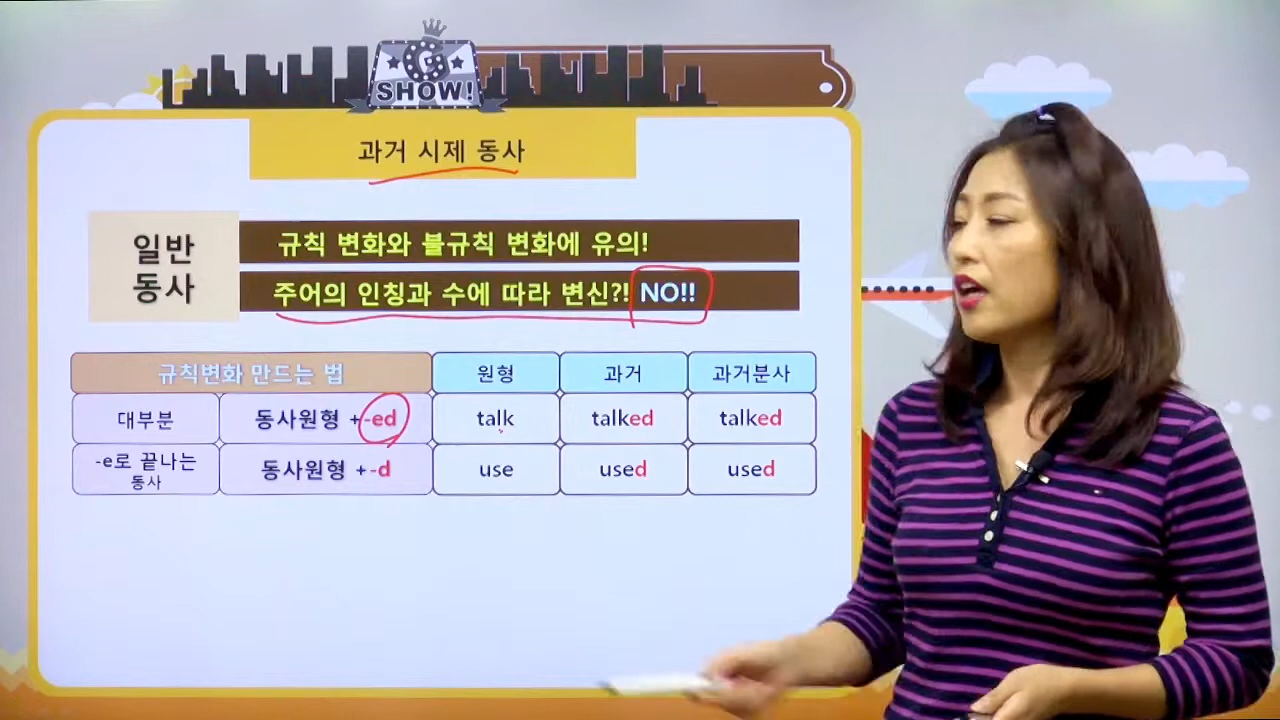 G
SHOW!
과거 시제 동사
일반
동사
규칙 변화와 불규칙 변화에 유의!
주어의 인칭과 수에 따라 변신?! NO!!
규칙변화 만드는 법 원형 과거 과거분사
대부분 동사원형 +-ed talk talked talked
-e로 끝나는
동사 동사원형 +-d use used used